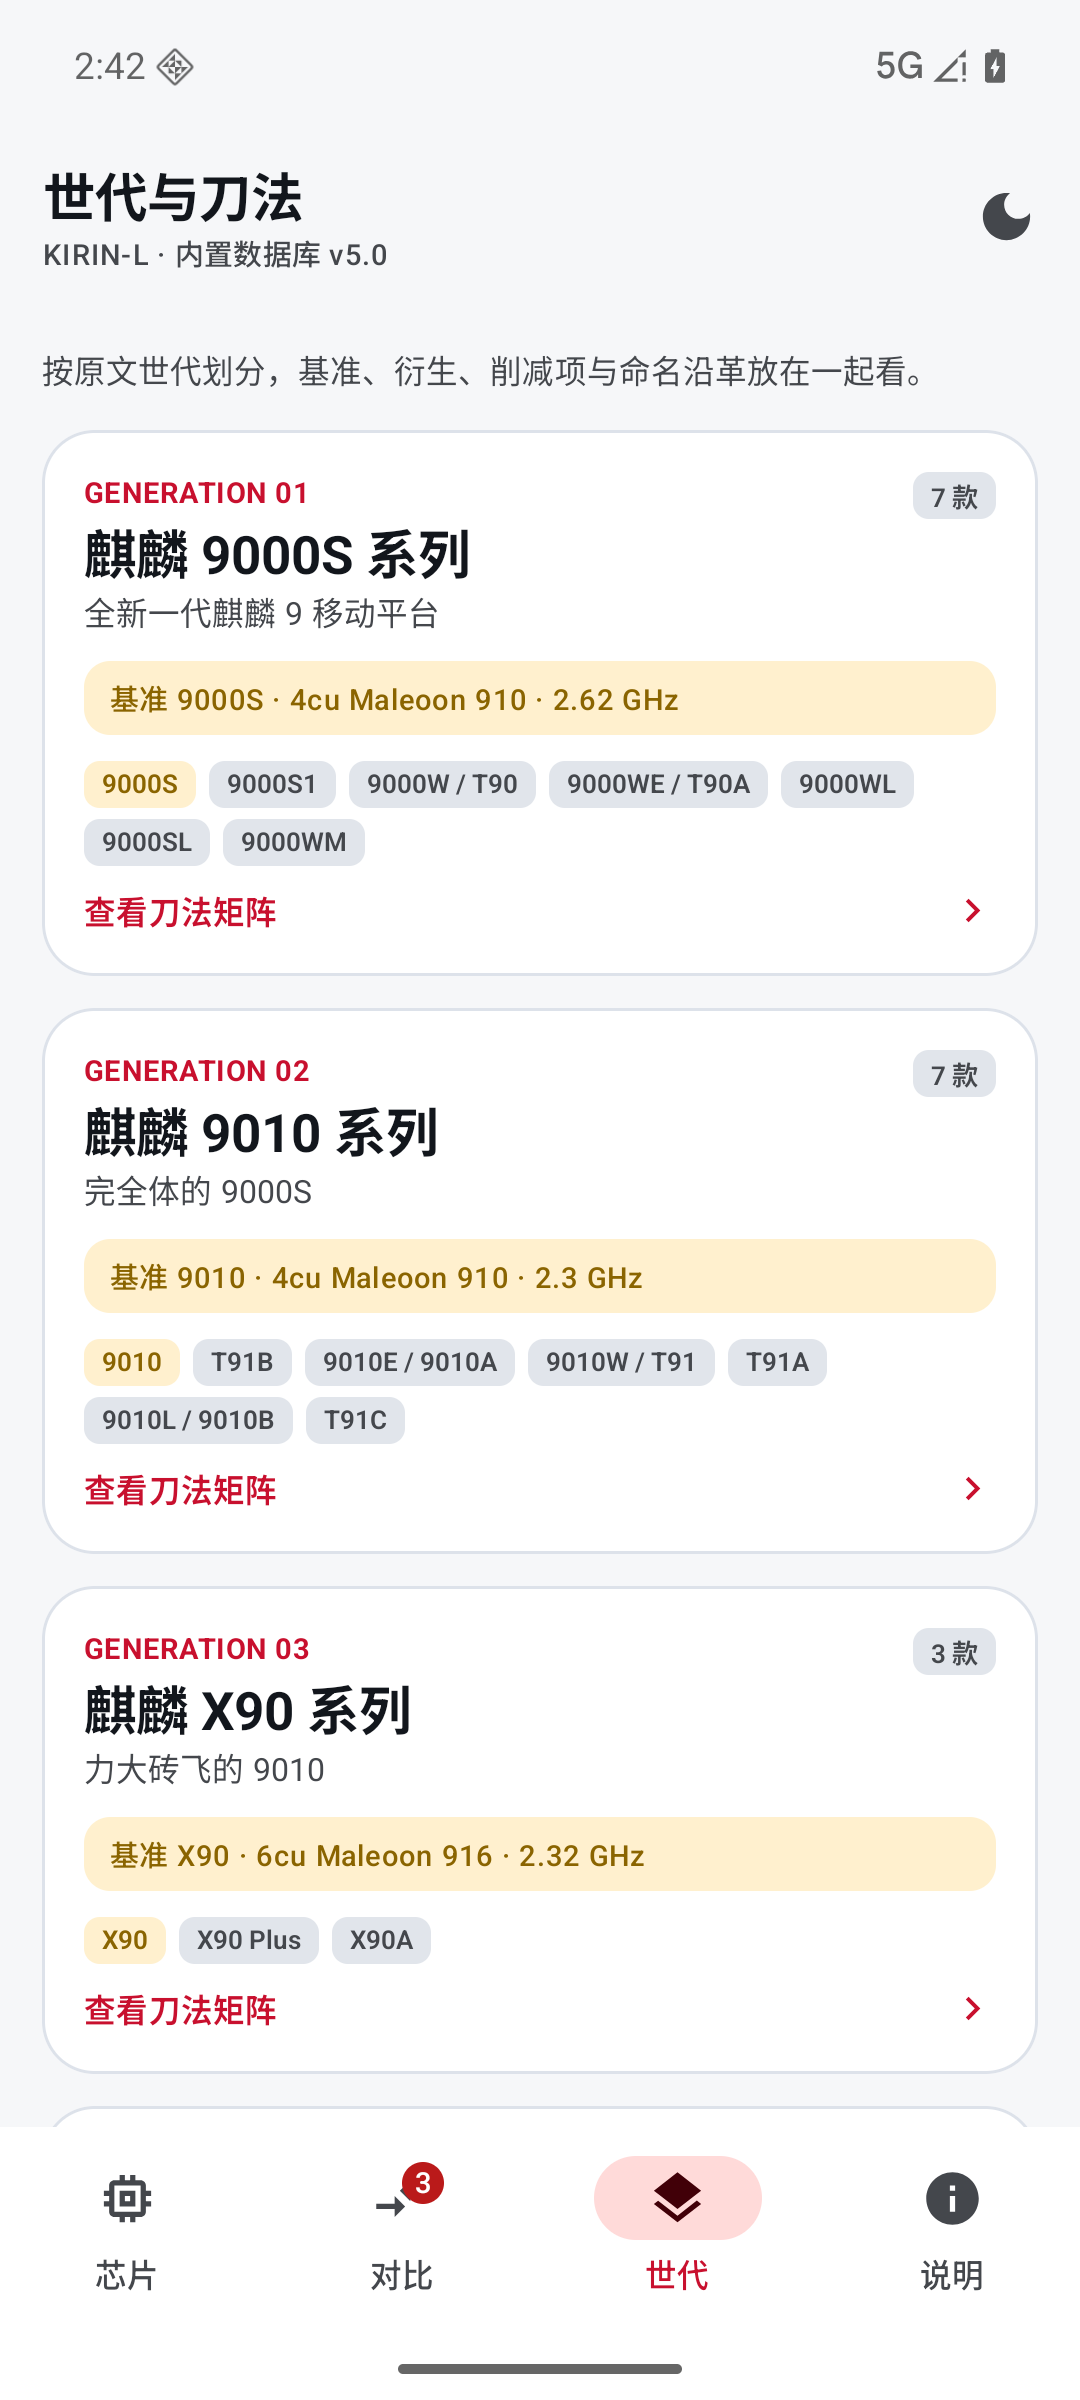 2:42
5G
世代与刀法
KIRIN-L · 内置数据库 v5.0
按原文世代划分，基准、衍生、削减项与命名沿革放在一起看。
GENERATION 01
7 款
麒麟 9000S 系列
全新一代麒麟 9 移动平台
基准 9000S · 4cu Maleoon 910 · 2.62 GHz
9000S 9000S1 9000W / T90 9000WE / T90A 9000WL
9000SL 9000WM
查看刀法矩阵
GENERATION 02
7 款
麒麟 9010 系列
完全体的 9000S
基准 9010 · 4cu Maleoon 910 · 2.3 GHz
9010 T91B 9010E / 9010A 9010W / T91 T91A
9010L / 9010B T91C
查看刀法矩阵
GENERATION 03
3 款
麒麟 X90 系列
力大砖飞的 9010
基准 X90 · 6cu Maleoon 916 · 2.32 GHz
X90 X90 Plus X90A
查看刀法矩阵
3
芯片 对比 世代 说明